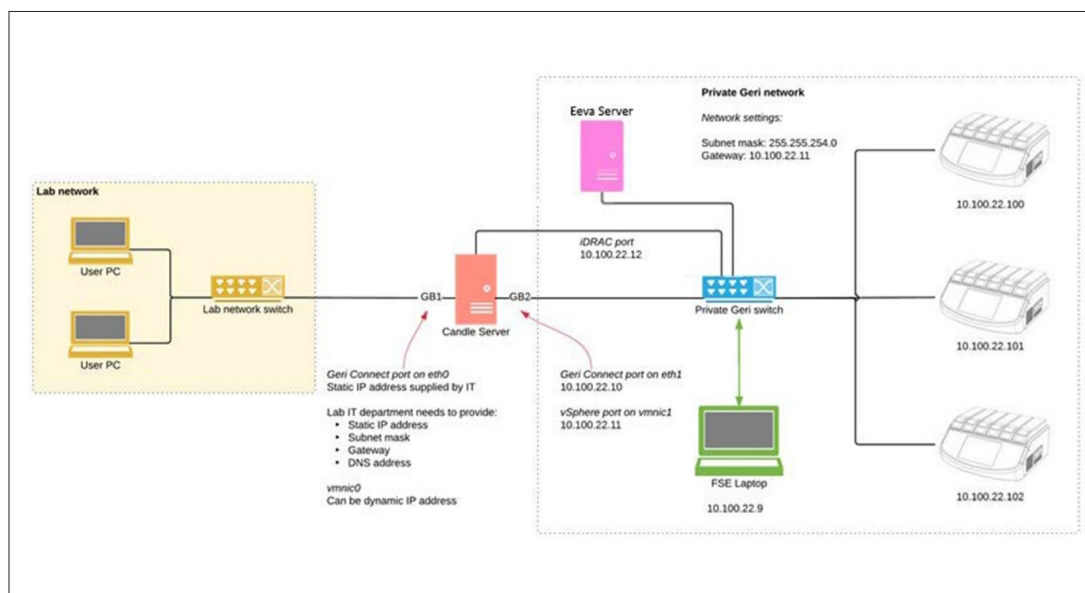 Lab network
User PC
User PC
Lab network switch
GB1
Candle Server
GB2
Geri Connect port on eth0
Static IP address supplied by IT
Lab IT department needs to provide:
• Static IP address
• Subnet mask
• Gateway
• DNS address
vmnic0
Can be dynamic IP address
Private Geri network
Network settings:
Subnet mask: 255.255.254.0
Gateway: 10.100.22.11
Eeva Server
iDRAC port
10.100.22.12
Private Geri switch
Geri Connect port on eth1
10.100.22.10
vSphere port on vmnic1
10.100.22.11
FSE Laptop
10.100.22.9
10.100.22.100
10.100.22.101
10.100.22.102